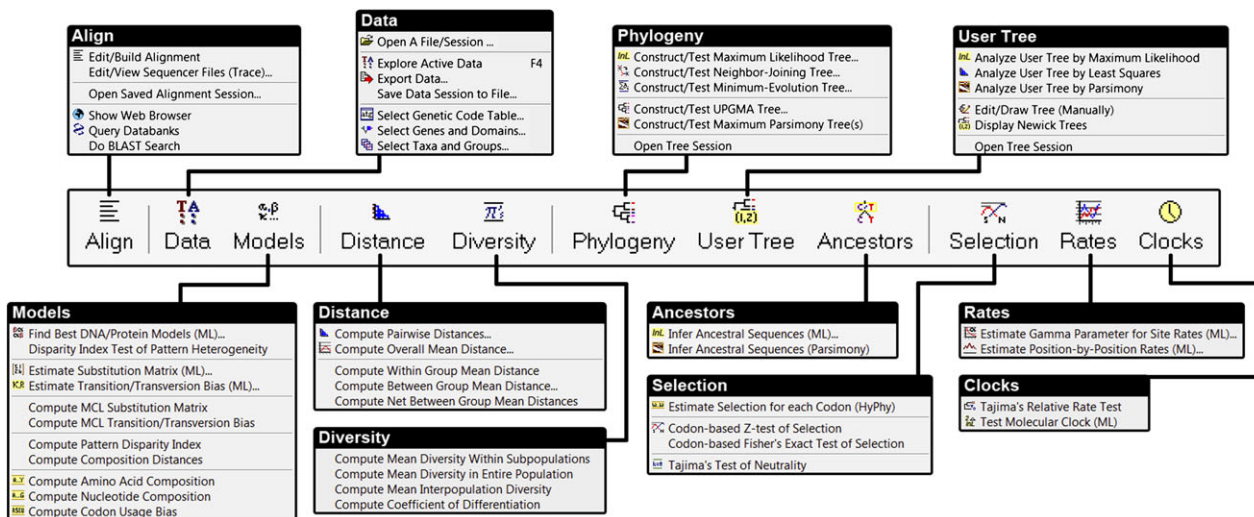 Align
Edit/Build Alignment
Edit/View Sequencer Files (Trace)...
Open Saved Alignment Session...
Show Web Browser
Query Databanks
Do BLAST Search
Data
Open A File/Session ...
Explore Active Data F4
Export Data...
Save Data Session to File...
Select Genetic Code Table...
Select Genes and Domains...
Select Taxa and Groups...
Phylogeny
Construct/Test Maximum Likelihood Tree...
Construct/Test Neighbor-Joining Tree...
Construct/Test Minimum-Evolution Tree...
Construct/Test UPGMA Tree...
Construct/Test Maximum Parsimony Tree(s)
Open Tree Session
User Tree
Analyze User Tree by Maximum Likelihood
Analyze User Tree by Least Squares
Analyze User Tree by Parsimony
Edit/Draw Tree (Manually)
Display Newick Trees
Open Tree Session
Align Data Models Distance Diversity Phylogeny User Tree Ancestors Selection Rates Clocks
Models
Find Best DNA/Protein Models (ML)...
Disparity Index Test of Pattern Heterogeneity
Estimate Substitution Matrix (ML)...
Estimate Transition/Transversion Bias (ML)...
Compute MCL Substitution Matrix
Compute MCL Transition/Transversion Bias
Compute Pattern Disparity Index
Compute Composition Distances
Compute Amino Acid Composition
Compute Nucleotide Composition
Compute Codon Usage Bias
Distance
Compute Pairwise Distances...
Compute Overall Mean Distance...
Compute Within Group Mean Distance
Compute Between Group Mean Distance...
Compute Net Between Group Mean Distances
Diversity
Compute Mean Diversity Within Subpopulations
Compute Mean Diversity in Entire Population
Compute Mean Interpopulation Diversity
Compute Coefficient of Differentiation
Ancestors
Infer Ancestral Sequences (ML)...
Infer Ancestral Sequences (Parsimony)
Selection
Estimate Selection for each Codon (HyPhy)
Codon-based Z-test of Selection
Codon-based Fisher's Exact Test of Selection
Tajima's Test of Neutrality
Rates
Estimate Gamma Parameter for Site Rates (ML)...
Estimate Position-by-Position Rates (ML)...
Clocks
Tajima's Relative Rate Test
Test Molecular Clock (ML)